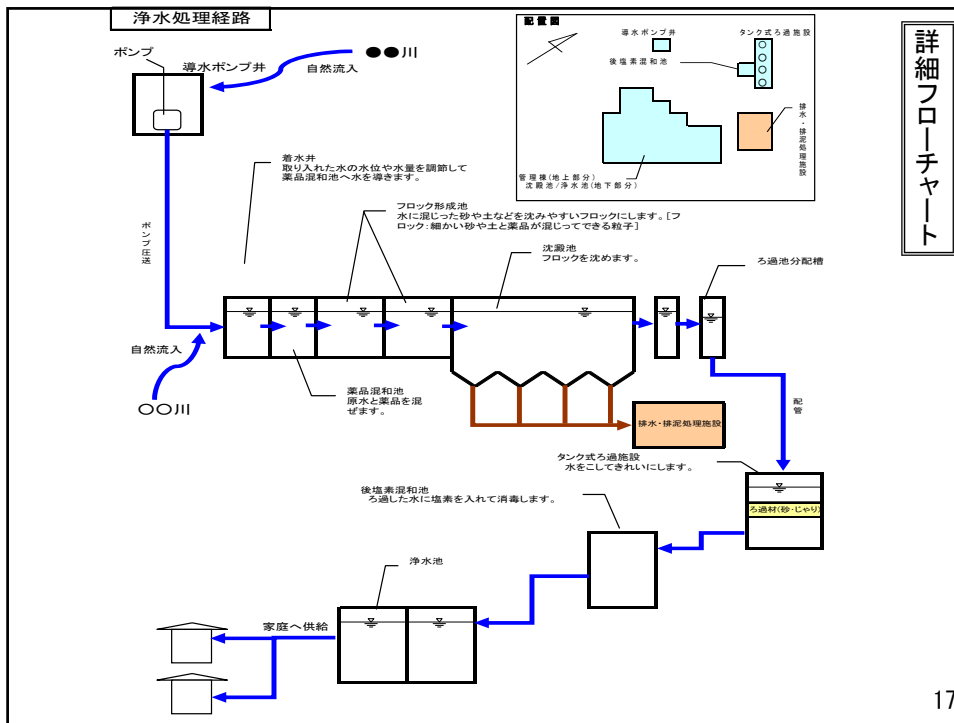 浄水処理経路
詳細フローチャート
ポンプ
導水ポンプ井
●●川
自然流入
配置図
導水ポンプ井
タンク式ろ過施設
後塩素混和池
排水・排泥処理施設
管理棟(地上部分)
沈殿池/浄水池(地下部分)
着水井
取り入れた水の水位や水量を調節して
薬品混和池へ水を導きます。
フロック形成池
水に混じった砂や土などを沈みやすいフロックにします。[フ
ロック:細かい砂や土と薬品が混じってできる粒子]
沈澱池
フロックを沈めます。
ろ過池分配槽
ポンプ圧送
自然流入
○○川
薬品混和池
原水と薬品を混
ぜます。
排水・排泥処理施設
配管
タンク式ろ過施設
水をこしてきれいにします。
ろ過材(砂・じゃり)
後塩素混和池
ろ過した水に塩素を入れて消毒します。
浄水池
家庭へ供給
17